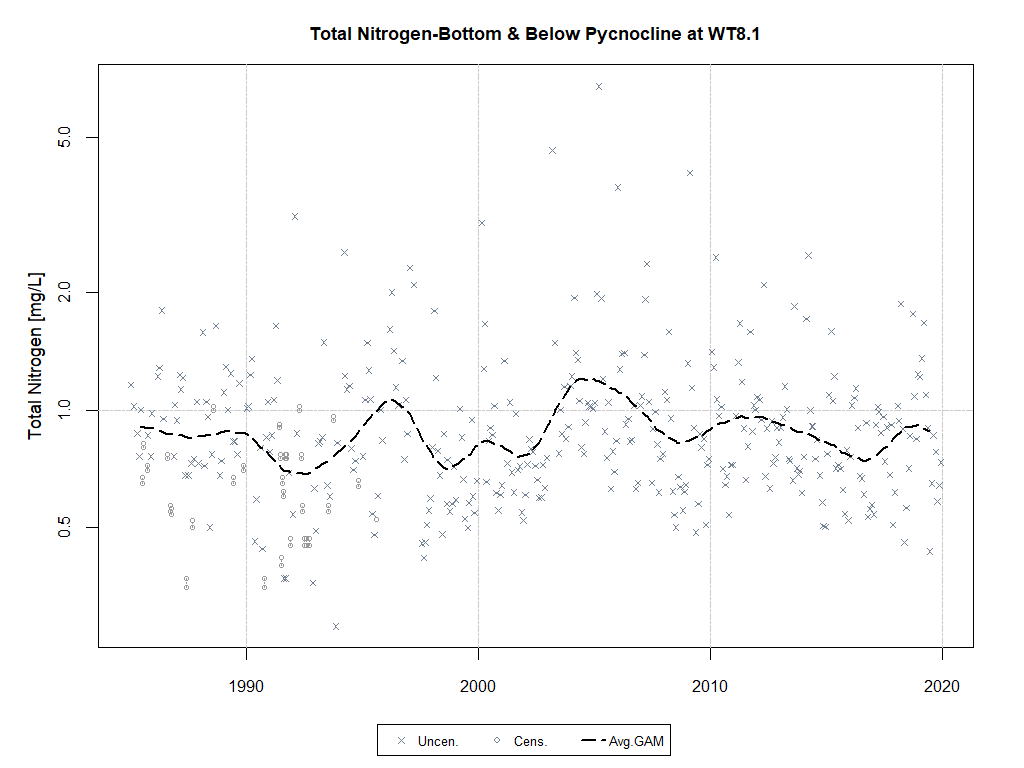 Total Nitrogen-Bottom & Below Pycnocline at WT8.1
Total Nitrogen [mg/L]
5.0
2.0
1.0
0.5
1990
2000
2010
2020
Uncen.
Cens.
Avg.GAM